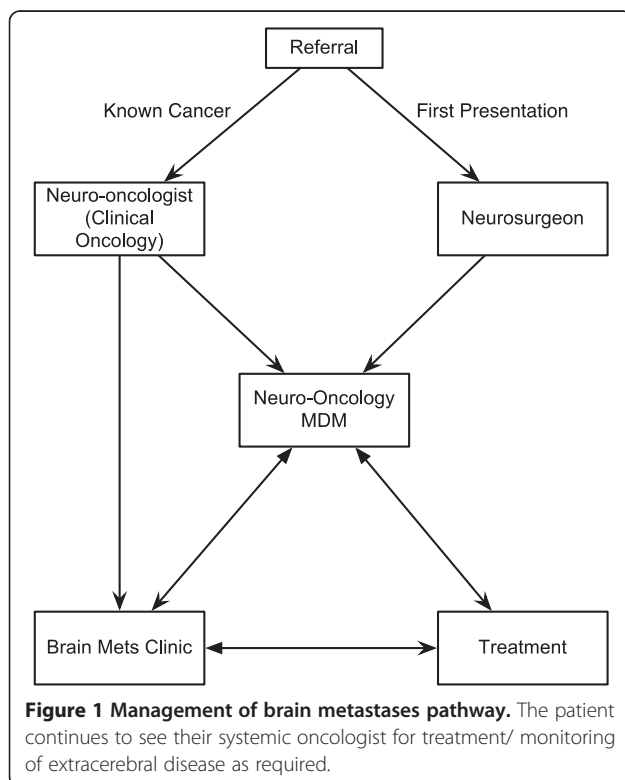 Referral
Known Cancer
First Presentation
Neuro-oncologist
(Clinical
Oncology)
Neurosurgeon
Neuro-Oncology
MDM
Brain Mets Clinic
Treatment
Figure 1 Management of brain metastases pathway. The patient
continues to see their systemic oncologist for treatment/ monitoring
of extracerebral disease as required.